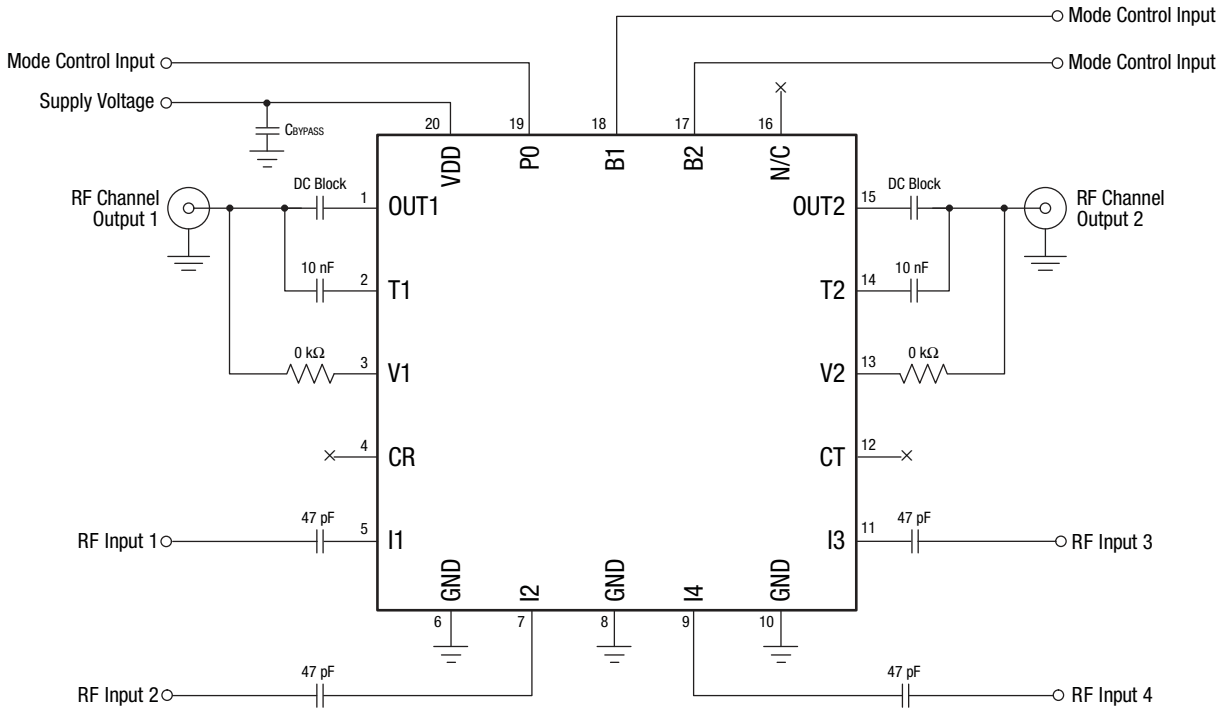 Mode Control Input
Mode Control Input
Mode Control Input
Supply Voltage
CBYPASS
20
19
18
17
16
VDD
P0
B1
B2
N/C
RF Channel
Output 1
DC Block
1
OUT1
OUT2
15
DC Block
RF Channel
Output 2
10 nF
2
T1
T2
14
10 nF
0 kΩ
3
V1
V2
13
0 kΩ
4
CR
CT
12
RF Input 1
47 pF
5
I1
I3
11
47 pF
RF Input 3
GND
I2
GND
I4
GND
6
7
8
9
10
RF Input 2
47 pF
47 pF
RF Input 4